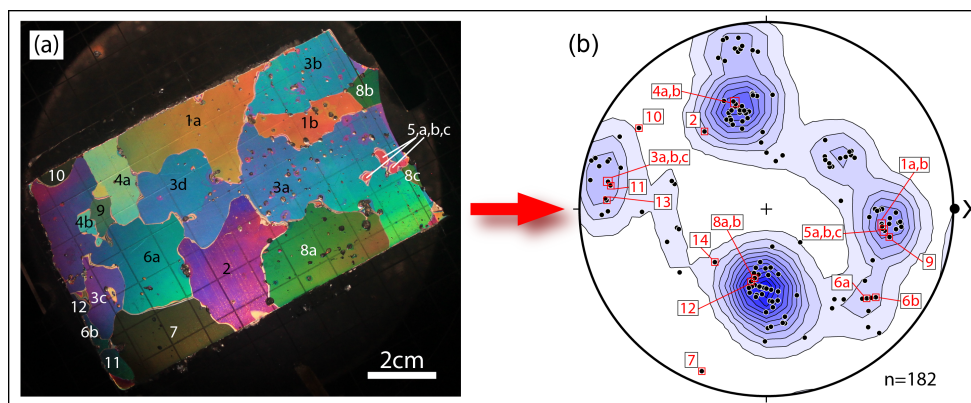 (a)
3b
8b
1a
1b
5,a,b,c
10
4a
3d
3a
8c
9
4b
6a
2
8a
3c
12
6b
7
11
2cm
(b)
4a,b
10
2
3a,b,c
11
13
1a,b
X
5a,b,c
9
8a,b
14
12
6a
6b
7
n=182